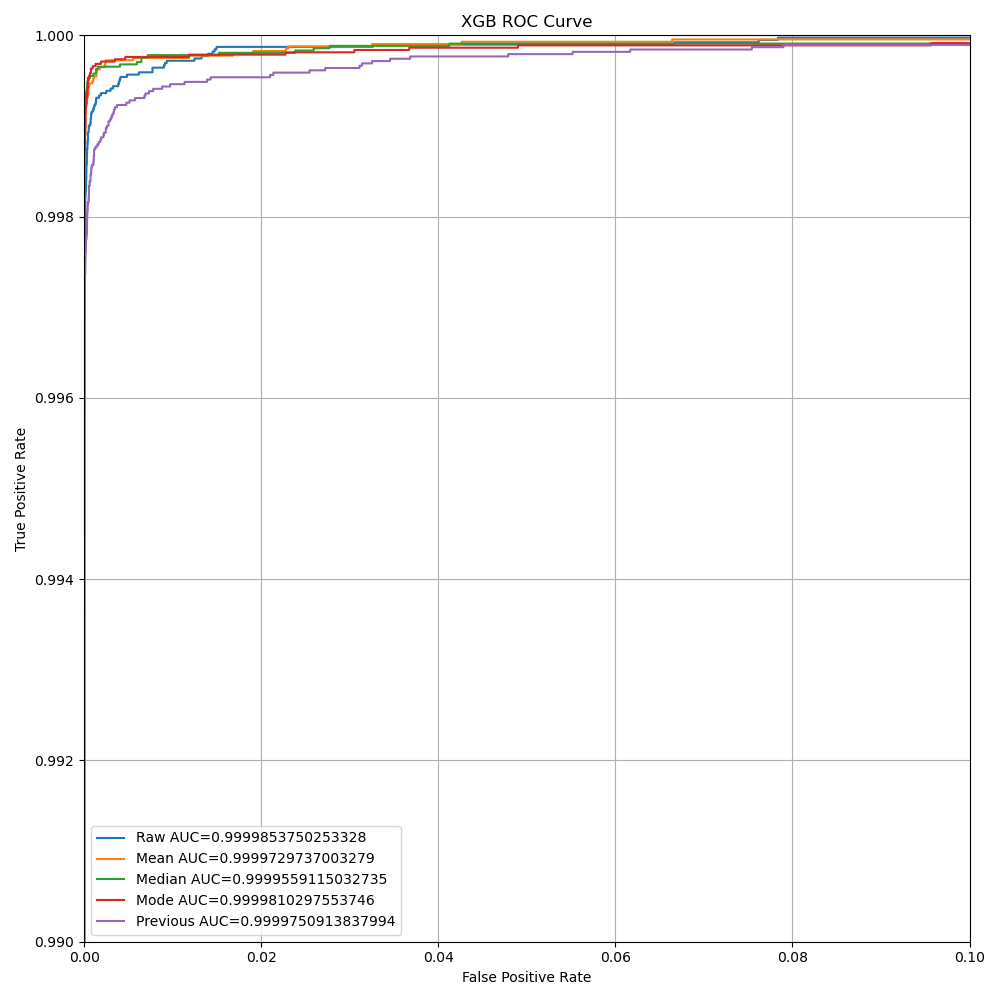 XGB ROC Curve
1.000
0.998
0.996
0.994
0.992
0.990
True Positive Rate
Raw AUC=0.9999853750253328
Mean AUC=0.9999729737003279
Median AUC=0.9999559115032735
Mode AUC=0.9999810297553746
Previous AUC=0.9999750913837994
0.00 0.02 0.04 0.06 0.08 0.10
False Positive Rate